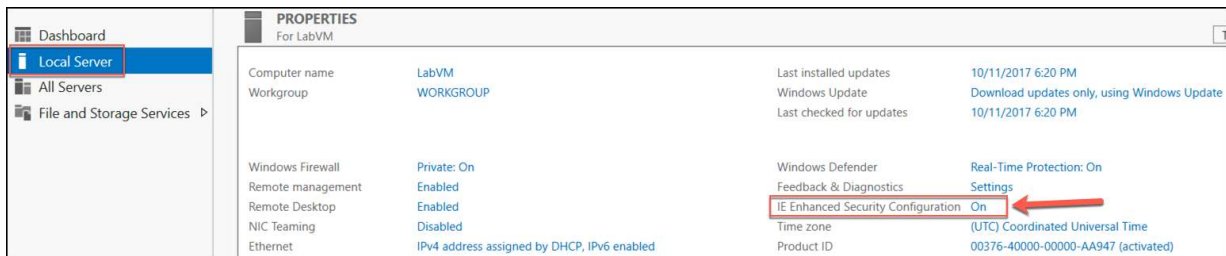 PROPERTIES
For LabVM
Dashboard
Local Server
All Servers
File and Storage Services
Computer name LabVM
Workgroup WORKGROUP
Last installed updates 10/11/2017 6:20 PM
Windows Update Download updates only, using Windows Update
Last checked for updates 10/11/2017 6:20 PM
Windows Firewall Private: On
Remote management Enabled
Remote Desktop Enabled
NIC Teaming Disabled
Ethernet IPv4 address assigned by DHCP, IPv6 enabled
Windows Defender Real-Time Protection: On
Feedback & Diagnostics Settings
IE Enhanced Security Configuration On
Time zone (UTC) Coordinated Universal Time
Product ID 00376-40000-00000-AA947 (activated)